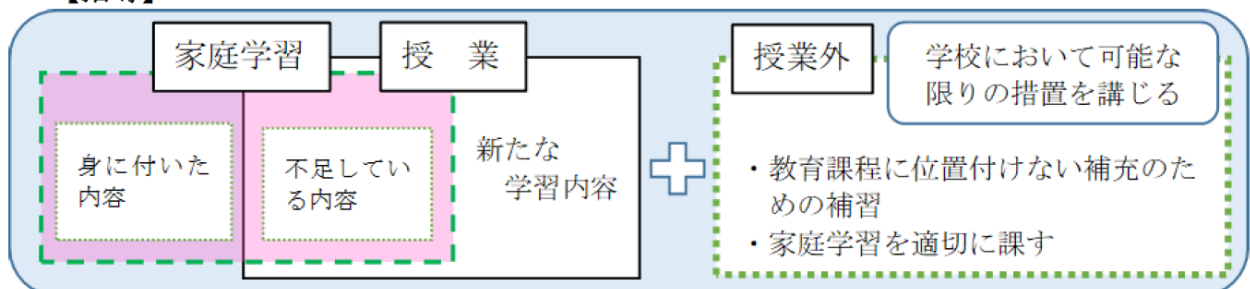 【指導】
家庭学習
授　業
身に付いた
内容
不足してい
る内容
新たな
学習内容
授業外
学校において可能な
限りの措置を講じる
・教育課程に位置付けない補充のた
めの補習
・家庭学習を適切に課す